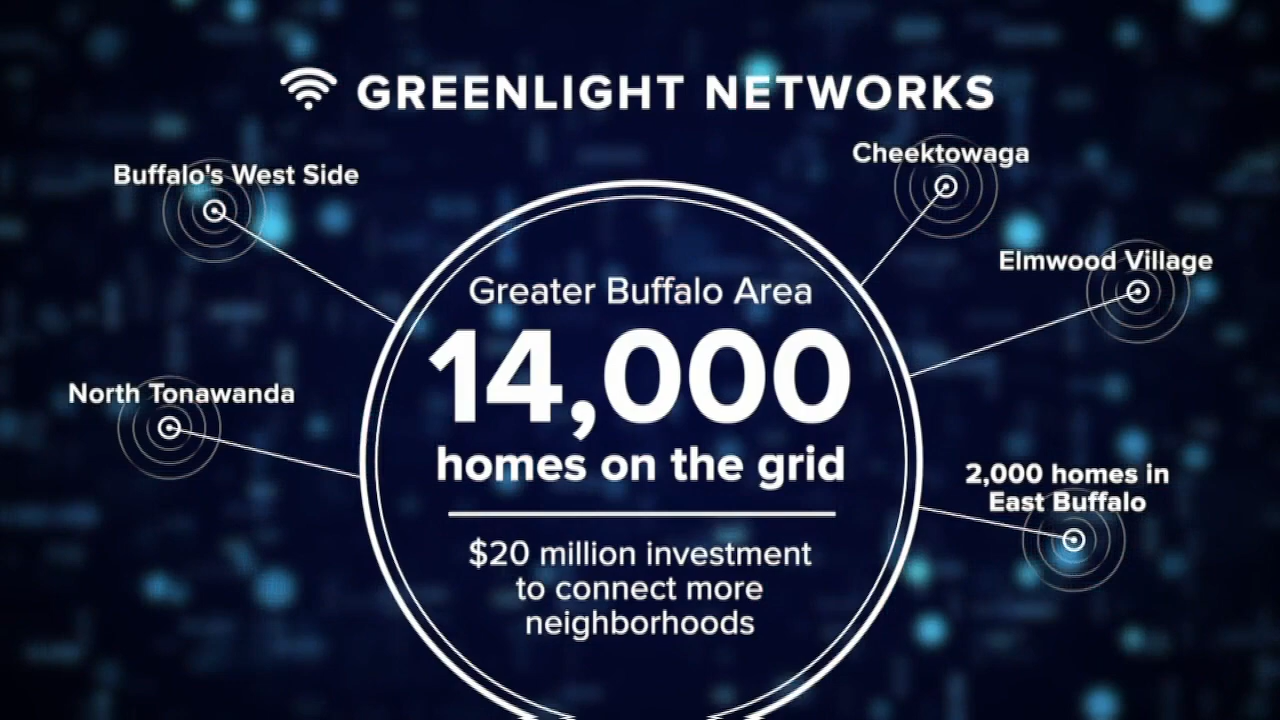 GREENLIGHT NETWORKS
Buffalo's West Side
Cheektowaga
Elmwood Village
North Tonawanda
2,000 homes in
East Buffalo
Greater Buffalo Area
14,000
homes on the grid
$20 million investment
to connect more
neighborhoods